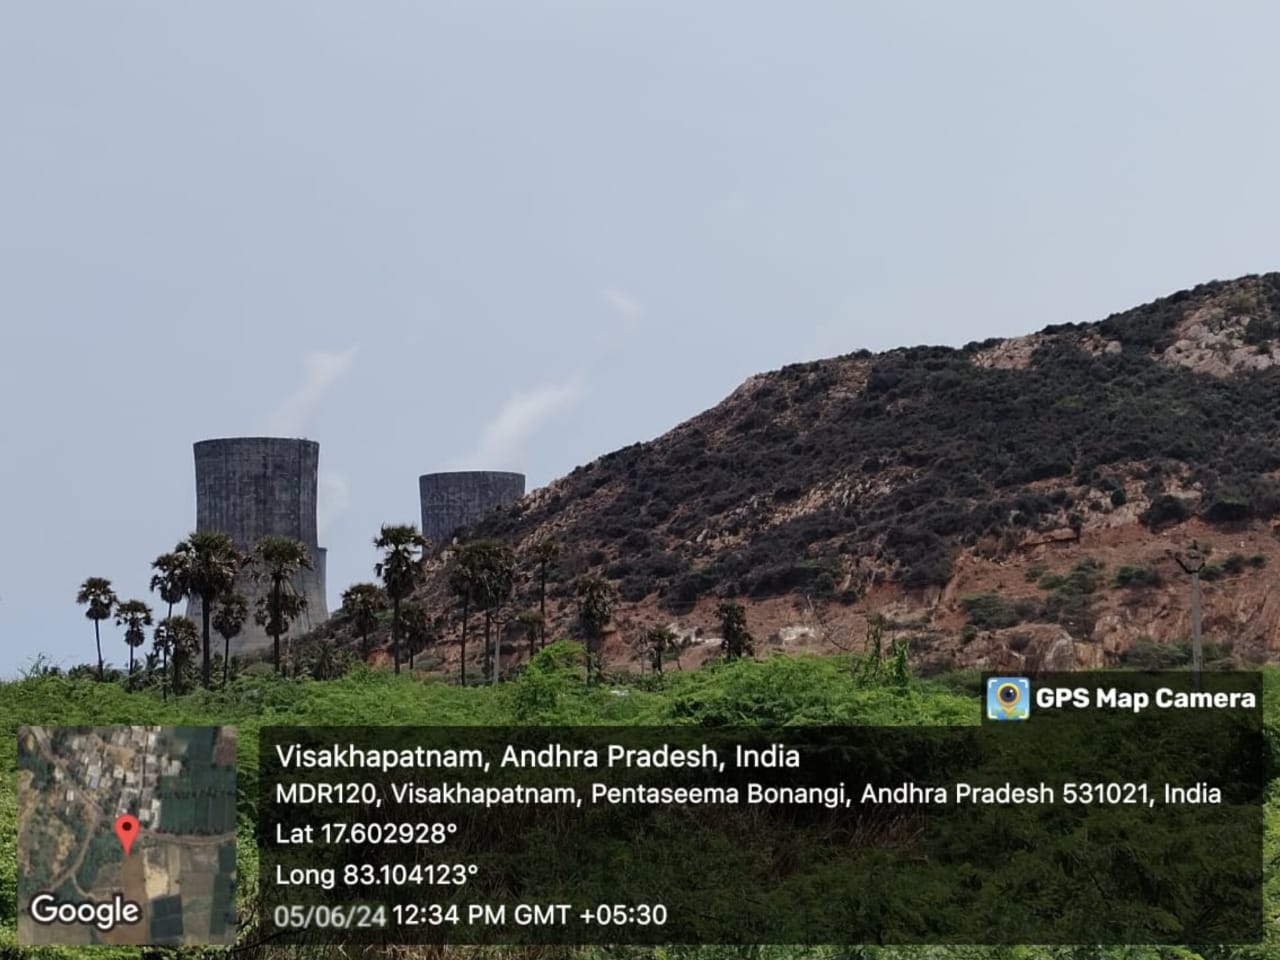 GPS Map Camera
Visakhapatnam, Andhra Pradesh, India
MDR120, Visakhapatnam, Pentaseema Bonangi, Andhra Pradesh 531021, India
Lat 17.602928°
Long 83.104123°
05/06/24 12:34 PM GMT +05:30
Google